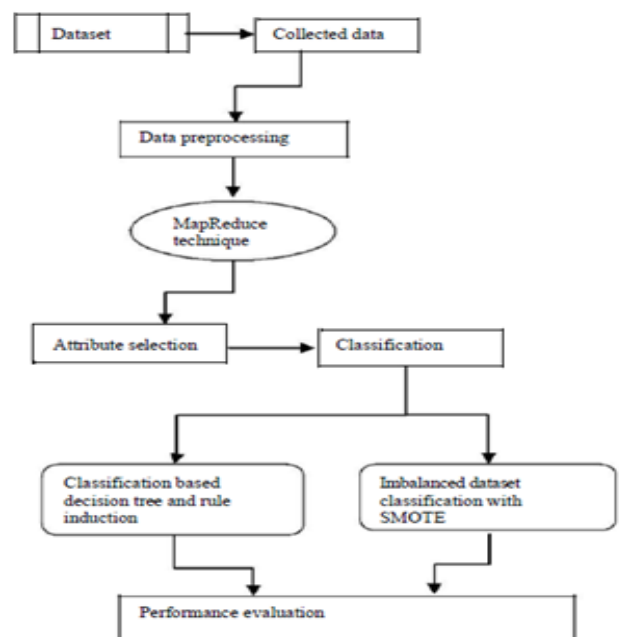 Dataset
Collected data
Data preprocessing
MapReduce
technique
Attribute selection
Classification
Classification based
decision tree and rule
induction
Imbalanced dataset
classification with
SMOTE
Performance evaluation